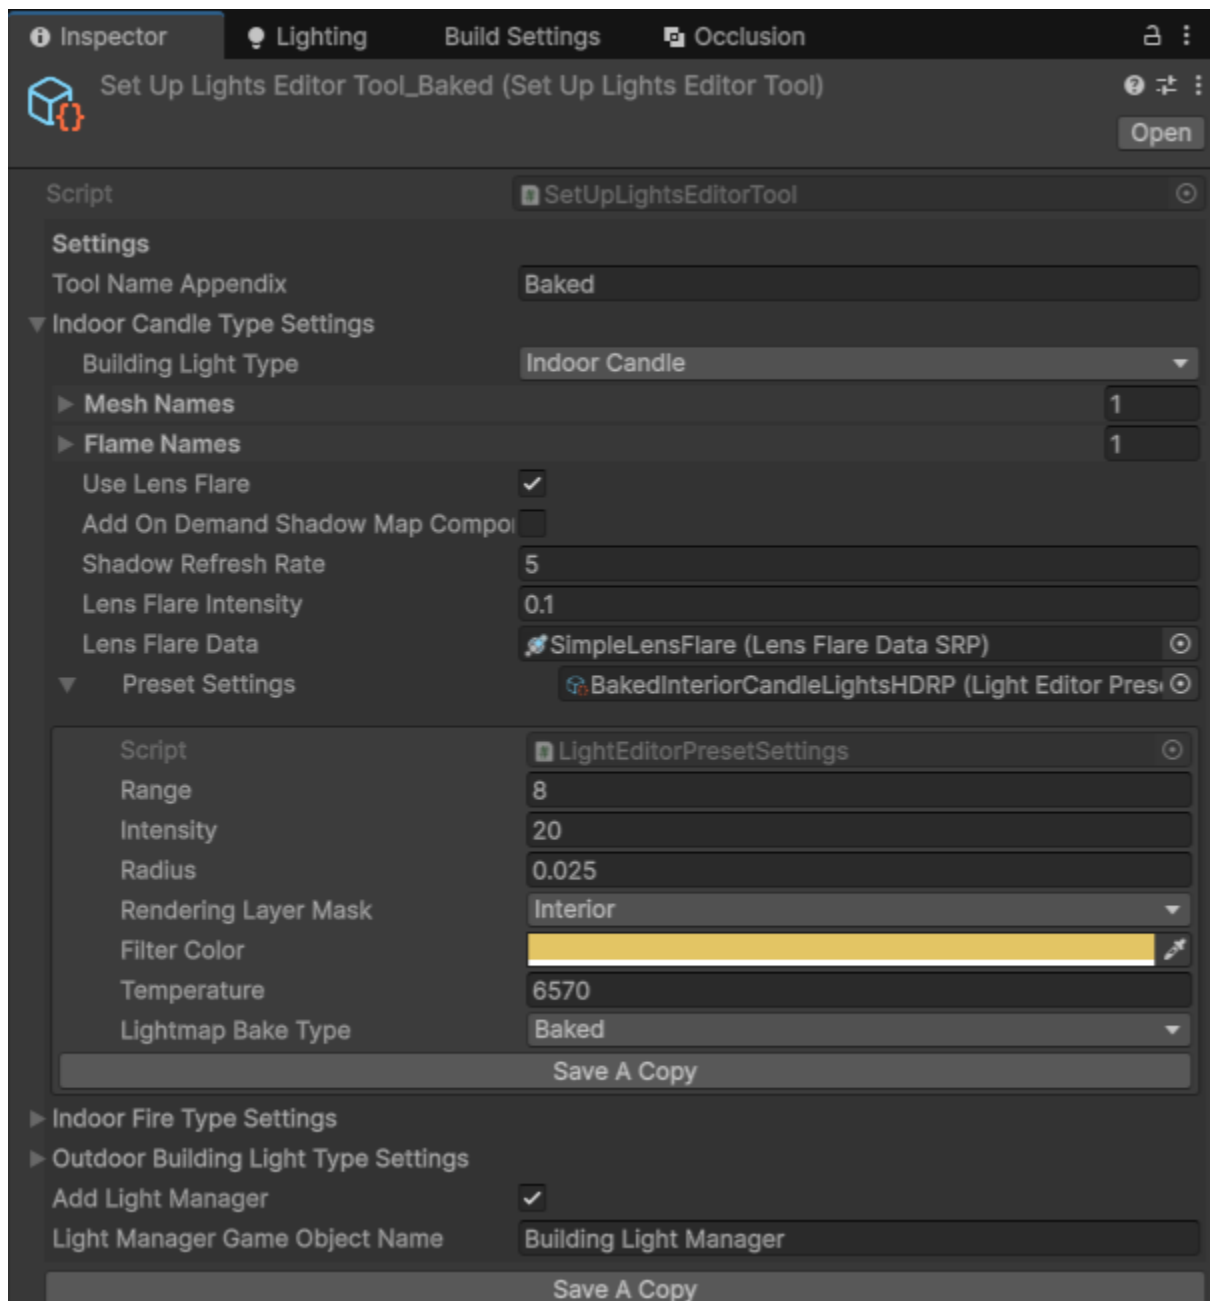 Inspector Lighting Build Settings Occlusion
Set Up Lights Editor Tool_Baked (Set Up Lights Editor Tool)
Open
Script SetUpLightsEditorTool
Settings
Tool Name Appendix Baked
Indoor Candle Type Settings
Building Light Type Indoor Candle
Mesh Names 1
Flame Names 1
Use Lens Flare
Add On Demand Shadow Map Compo
Shadow Refresh Rate 5
Lens Flare Intensity 0.1
Lens Flare Data SimpleLensFlare (Lens Flare Data SRP)
Preset Settings BakedInteriorCandleLightsHDRP (Light Editor Pres
Script LightEditorPresetSettings
Range 8
Intensity 20
Radius 0.025
Rendering Layer Mask Interior
Filter Color
Temperature 6570
Lightmap Bake Type Baked
Save A Copy
Indoor Fire Type Settings
Outdoor Building Light Type Settings
Add Light Manager
Light Manager Game Object Name Building Light Manager
Save A Copy